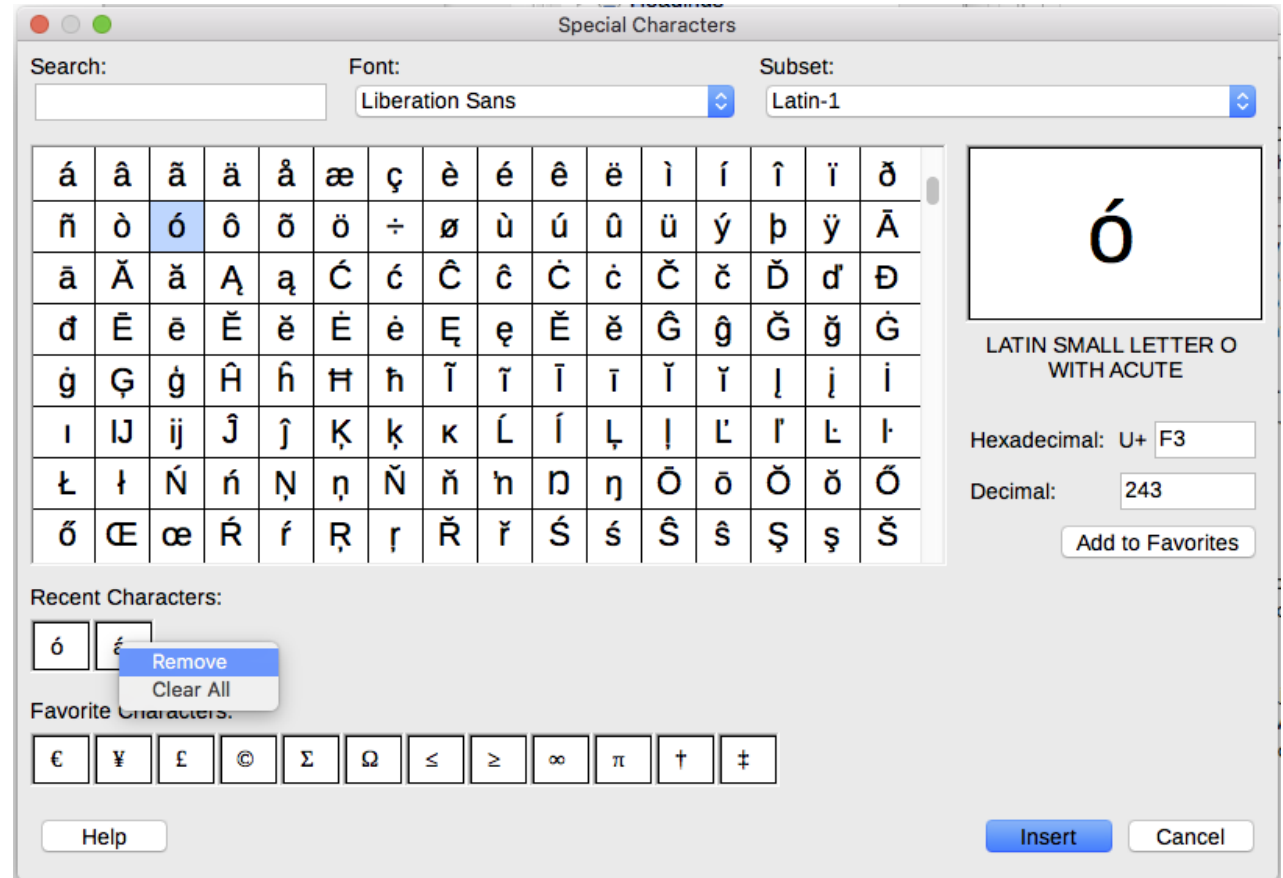 Special Characters
Search: Font: Subset:
Liberation Sans Latin-1
á â ã ä å æ ç è é ê ë ì í î ï ð
ñ ò ó ô õ ö ÷ ø ù ú û ü ý þ ÿ Ā
ā Ă ă Ą ą Ć ć Ĉ ĉ Ċ ċ Č č Ď ď Đ
đ Ē ē Ĕ ĕ Ė ė Ę ę Ě ě Ĝ ĝ Ğ ğ Ġ
ġ Ģ ģ Ĥ ĥ Ħ ħ Ĩ ĩ Ī ī Ĭ ĭ Į į İ
ı IJ ij Ĵ ĵ Ķ ķ ĸ Ĺ ĺ Ļ ļ Ľ ľ Ŀ ŀ
Ł ł Ń ń Ņ ņ Ň ň ŉ Ŋ ŋ Ō ō Ŏ ŏ Ő
ő Œ œ Ŕ ŕ Ŗ ŗ Ř ř Ś ś Ŝ ŝ Ş ş Š
ó
LATIN SMALL LETTER O
WITH ACUTE
Hexadecimal: U+ F3
Decimal: 243
Add to Favorites
Recent Characters:
ó á
Remove
Clear All
Favorite Characters:
€ ¥ £ © Σ Ω ≤ ≥ ∞ π † ‡
Help Insert Cancel